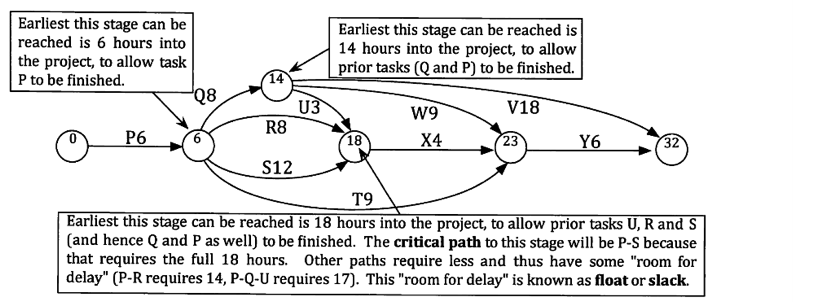 Earliest this stage can be
reached is 6 hours into
the project, to allow task
P to be finished.
Earliest this stage can be reached is
14 hours into the project, to allow
prior tasks (Q and P) to be finished.
Q8
14
U3
W9
V18
0
P6
6
R8
18
X4
23
Y6
32
S12
T9
Earliest this stage can be reached is 18 hours into the project, to allow prior tasks U, R and S
(and hence Q and P as well) to be finished. The critical path to this stage will be P-S because
that requires the full 18 hours. Other paths require less and thus have some "room for
delay" (P-R requires 14, P-Q-U requires 17). This "room for delay" is known as float or slack.